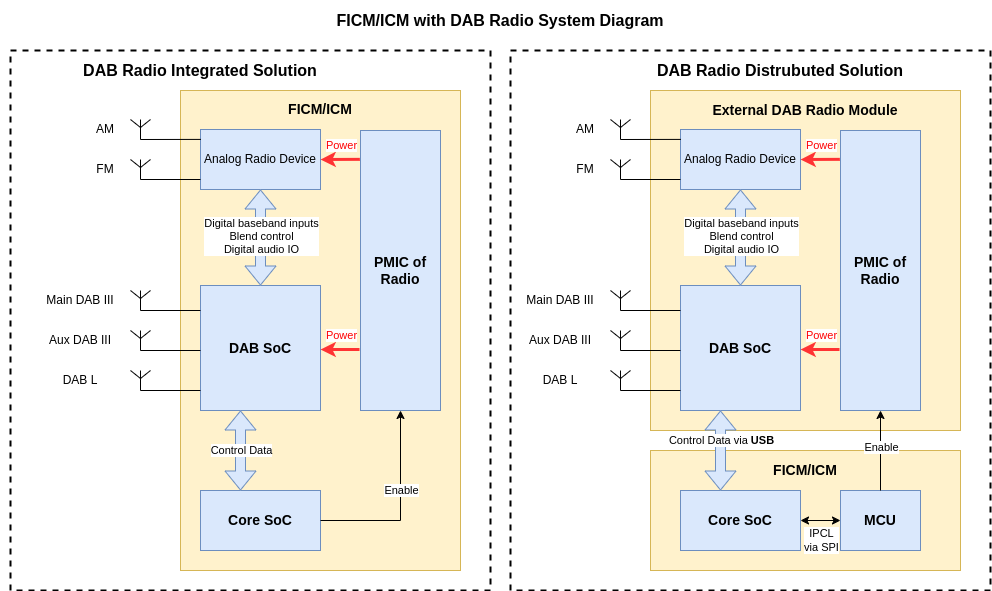 FICM/ICM with DAB Radio System Diagram
DAB Radio Integrated Solution
FICM/ICM
AM
FM
Analog Radio Device
Power
Digital baseband inputs
Blend control
Digital audio IO
PMIC of
Radio
Main DAB III
Aux DAB III
DAB L
DAB SoC
Power
Control Data
Enable
Core SoC
DAB Radio Distrubuted Solution
External DAB Radio Module
AM
FM
Analog Radio Device
Power
Digital baseband inputs
Blend control
Digital audio IO
PMIC of
Radio
Main DAB III
Aux DAB III
DAB L
DAB SoC
Power
Control Data via USB
Enable
FICM/ICM
Core SoC
IPCL
via SPI
MCU